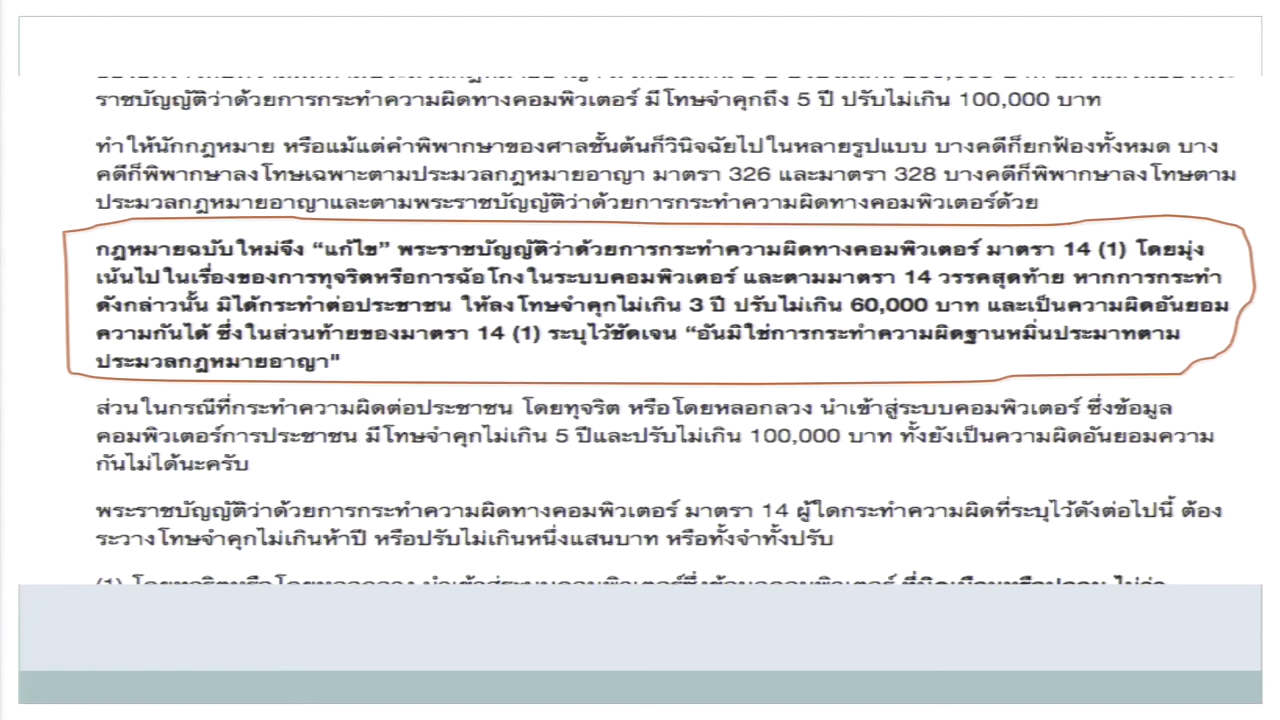 ราชบัญญัติว่าด้วยการกระทำความผิดทางคอมพิวเตอร์ มีโทษจำคุกถึง 5 ปี ปรับไม่เกิน 100,000 บาท
ทำให้นักกฎหมาย หรือแม้แต่คำพิพากษาของศาลชั้นต้นก็วินิจฉัยไปในหลายรูปแบบ บางคดีก็ยกฟ้องทั้งหมด บาง
คดีก็พิพากษาลงโทษเฉพาะตามประมวลกฎหมายอาญา มาตรา 326 และมาตรา 328 บางคดีก็พิพากษาลงโทษตาม
ประมวลกฎหมายอาญาและตามพระราชบัญญัติว่าด้วยการกระทำความผิดทางคอมพิวเตอร์ด้วย
กฎหมายฉบับใหม่จึง “แก้ไข” พระราชบัญญัติว่าด้วยการกระทำความผิดทางคอมพิวเตอร์ มาตรา 14 (1) โดยมุ่ง
เน้นไปในเรื่องของการทุจริตหรือการฉ้อโกงในระบบคอมพิวเตอร์ และตามมาตรา 14 วรรคสุดท้าย หากการกระทำ
ดังกล่าวนั้น มิได้กระทำต่อประชาชน ให้ลงโทษจำคุกไม่เกิน 3 ปี ปรับไม่เกิน 60,000 บาท และเป็นความผิดอันยอม
ความกันได้ ซึ่งในส่วนท้ายของมาตรา 14 (1) ระบุไว้ชัดเจน “อันมิใช่การกระทำความผิดฐานหมิ่นประมาทตาม
ประมวลกฎหมายอาญา"
ส่วนในกรณีที่กระทำความผิดต่อประชาชน โดยทุจริต หรือโดยหลอกลวง นำเข้าสู่ระบบคอมพิวเตอร์ ซึ่งข้อมูล
คอมพิวเตอร์การประชาชน มีโทษจำคุกไม่เกิน 5 ปีและปรับไม่เกิน 100,000 บาท ทั้งยังเป็นความผิดอันยอมความ
กันไม่ได้นะครับ
พระราชบัญญัติว่าด้วยการกระทำความผิดทางคอมพิวเตอร์ มาตรา 14 ผู้ใดกระทำความผิดที่ระบุไว้ดังต่อไปนี้ ต้อง
ระวางโทษจำคุกไม่เกินห้าปี หรือปรับไม่เกินหนึ่งแสนบาท หรือทั้งจำทั้งปรับ